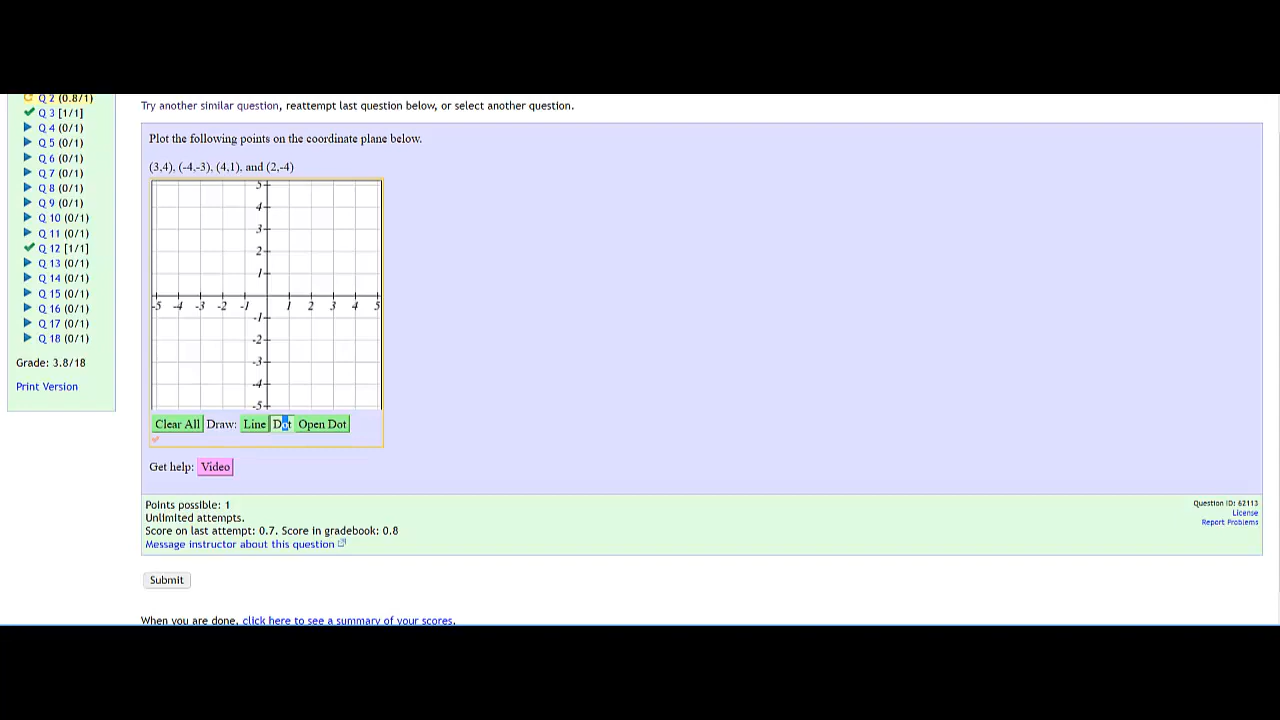 Q 2 (0.8/1)
Q 3 [1/1]
Q 4 (0/1)
Q 5 (0/1)
Q 6 (0/1)
Q 7 (0/1)
Q 8 (0/1)
Q 9 (0/1)
Q 10 (0/1)
Q 11 (0/1)
Q 12 [1/1]
Q 13 (0/1)
Q 14 (0/1)
Q 15 (0/1)
Q 16 (0/1)
Q 17 (0/1)
Q 18 (0/1)
Grade: 3.8/18
Print Version
Try another similar question, reattempt last question below, or select another question.
Plot the following points on the coordinate plane below.
(3,4), (-4,-3), (4,1), and (2,-4)
5
4
3
2
1
-5 -4 -3 -2 -1 1 2 3 4 5
-1
-2
-3
-4
-5
Clear All Draw: Line Dot Open Dot
Get help: Video
Points possible: 1
Unlimited attempts.
Score on last attempt: 0.7. Score in gradebook: 0.8
Message instructor about this question
Question ID: 62113
License
Report Problems
Submit
When you are done, click here to see a summary of your scores.